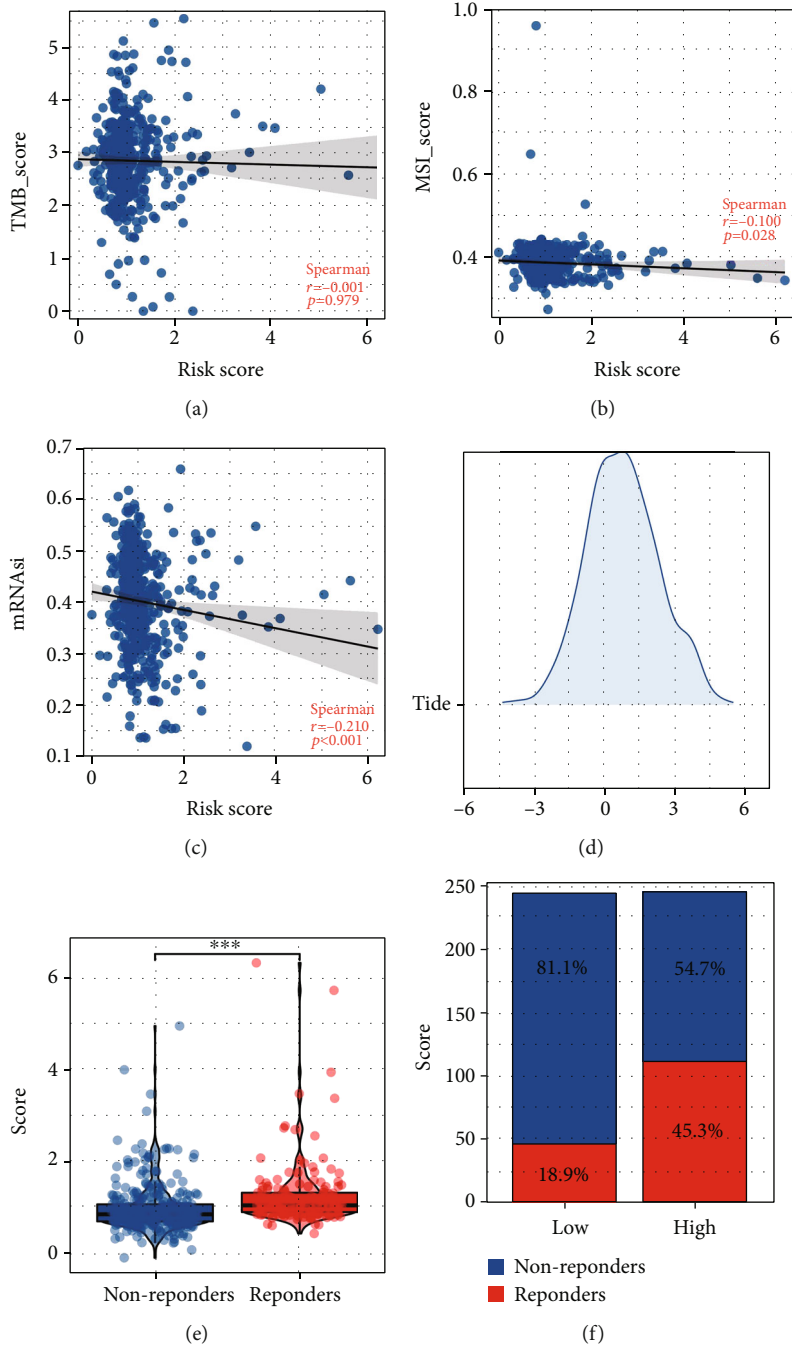 5
4
3
2
1
0
TMB_score
Spearman
r=–0.001
p=0.979
0 2 4 6
Risk score
(a)
1.0
0.8
0.6
0.4
MSI_score
Spearman
r=–0.100
p=0.028
0 2 4 6
Risk score
(b)
0.7
0.6
0.5
0.4
0.3
0.2
0.1
mRNAsi
Spearman
r=–0.210
p<0.001
0 2 4 6
Risk score
(c)
Tide
–6 –3 0 3 6
(d)
***
6
4
2
0
Score
Non-reponders Reponders
(e)
250
200
150
100
50
0
Score
81.1%
54.7%
45.3%
18.9%
Low High
Non-reponders
Reponders
(f)